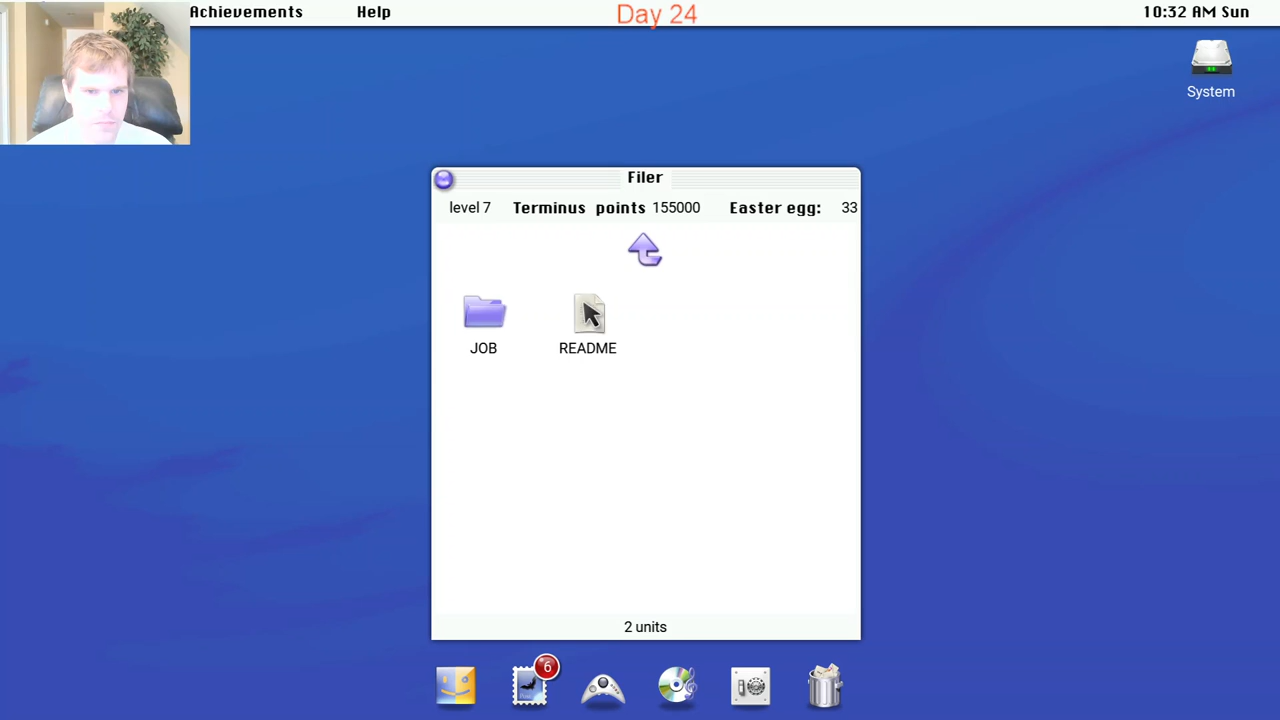 Achievements Help Day 24 10:32 AM Sun
System
Filer
level 7 Terminus points 155000 Easter egg: 33
JOB README
2 units
6